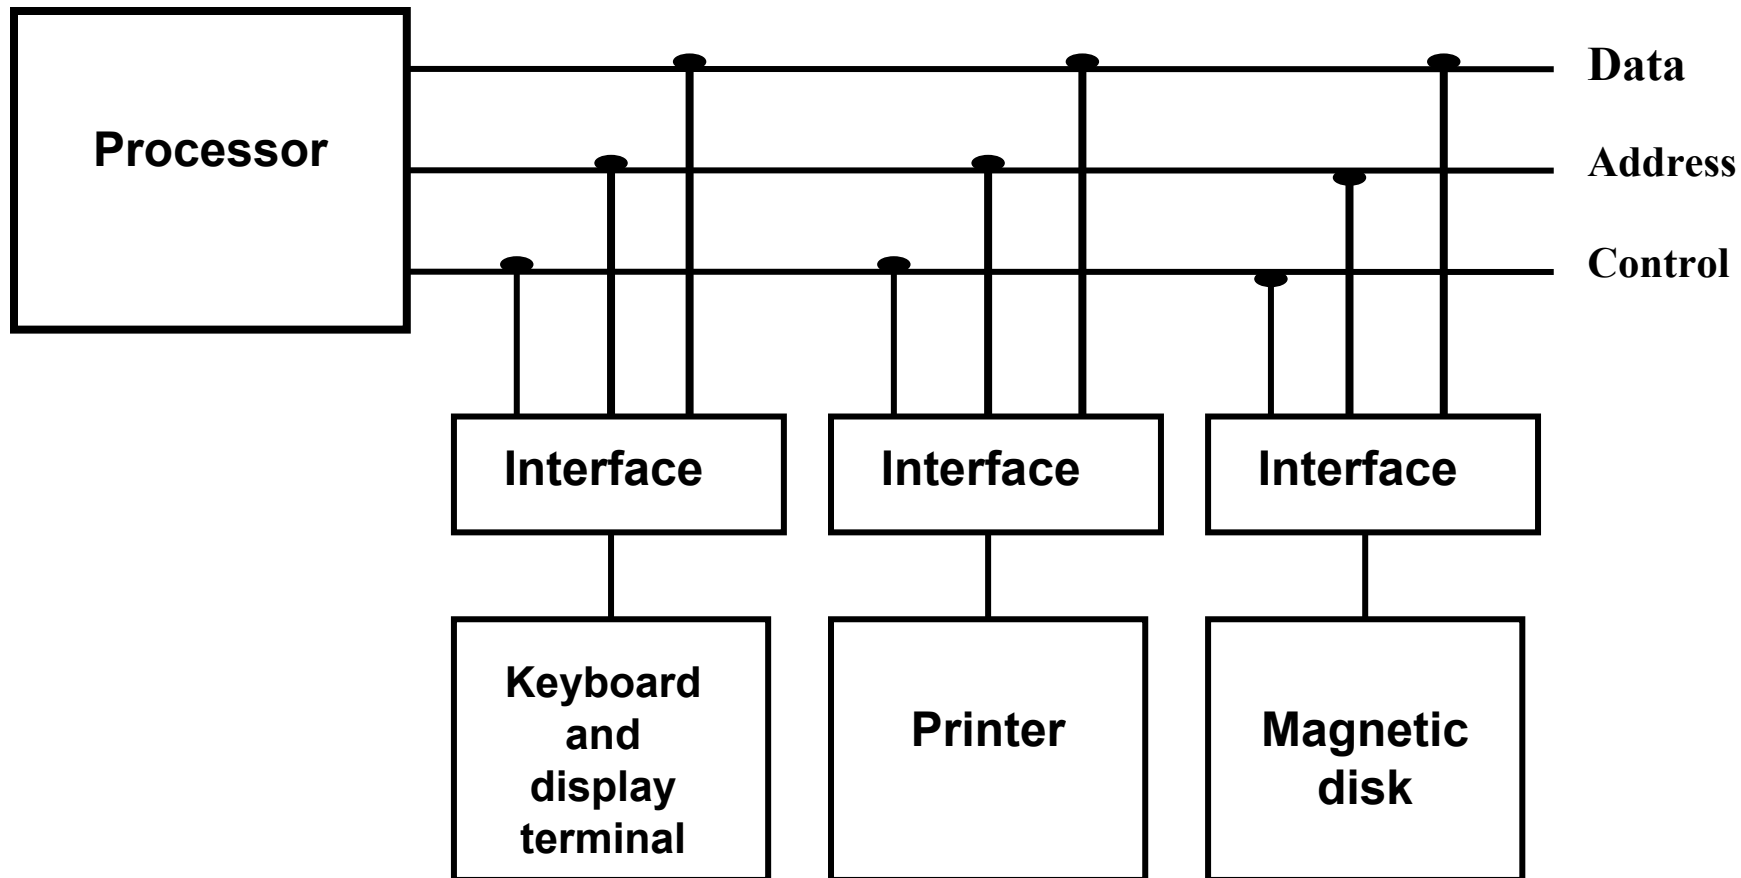 Data
Processor
Address
Control
Interface
Interface
Interface
Keyboard
and
display
terminal
Printer
Magnetic
disk